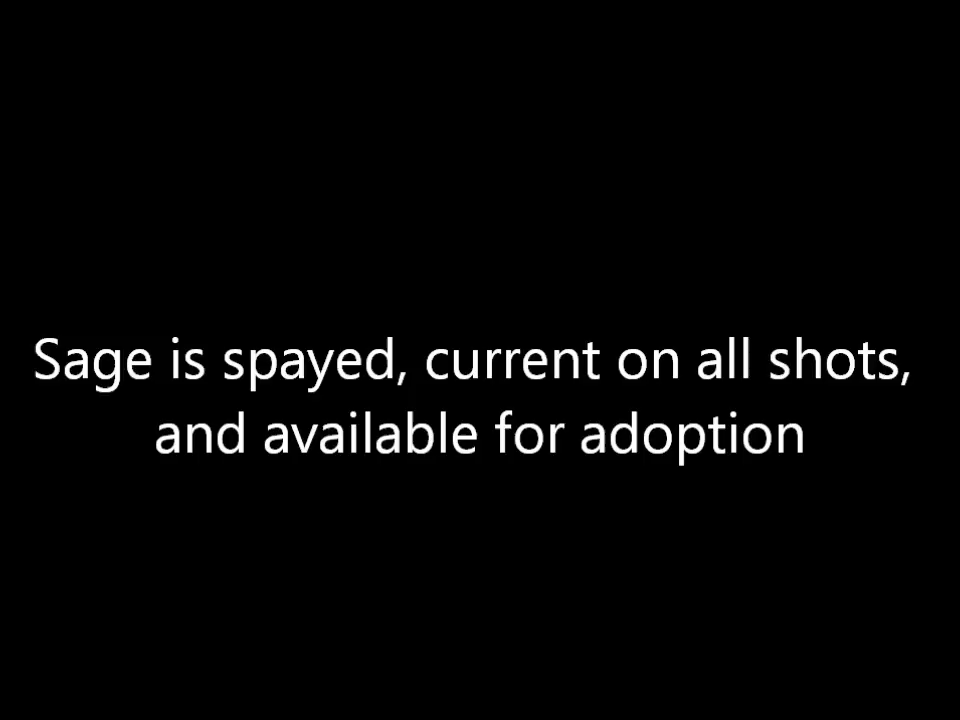 Sage is spayed, current on all shots,
and available for adoption